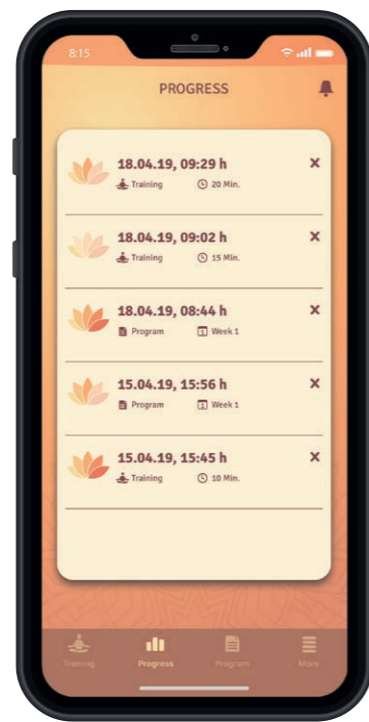 8:15
PROGRESS
18.04.19, 09:29 h
Training 20 Min.
18.04.19, 09:02 h
Training 15 Min.
18.04.19, 08:44 h
Program 1 Week 1
15.04.19, 15:56 h
Program 1 Week 1
15.04.19, 15:45 h
Training 10 Min.
Training Progress Program More